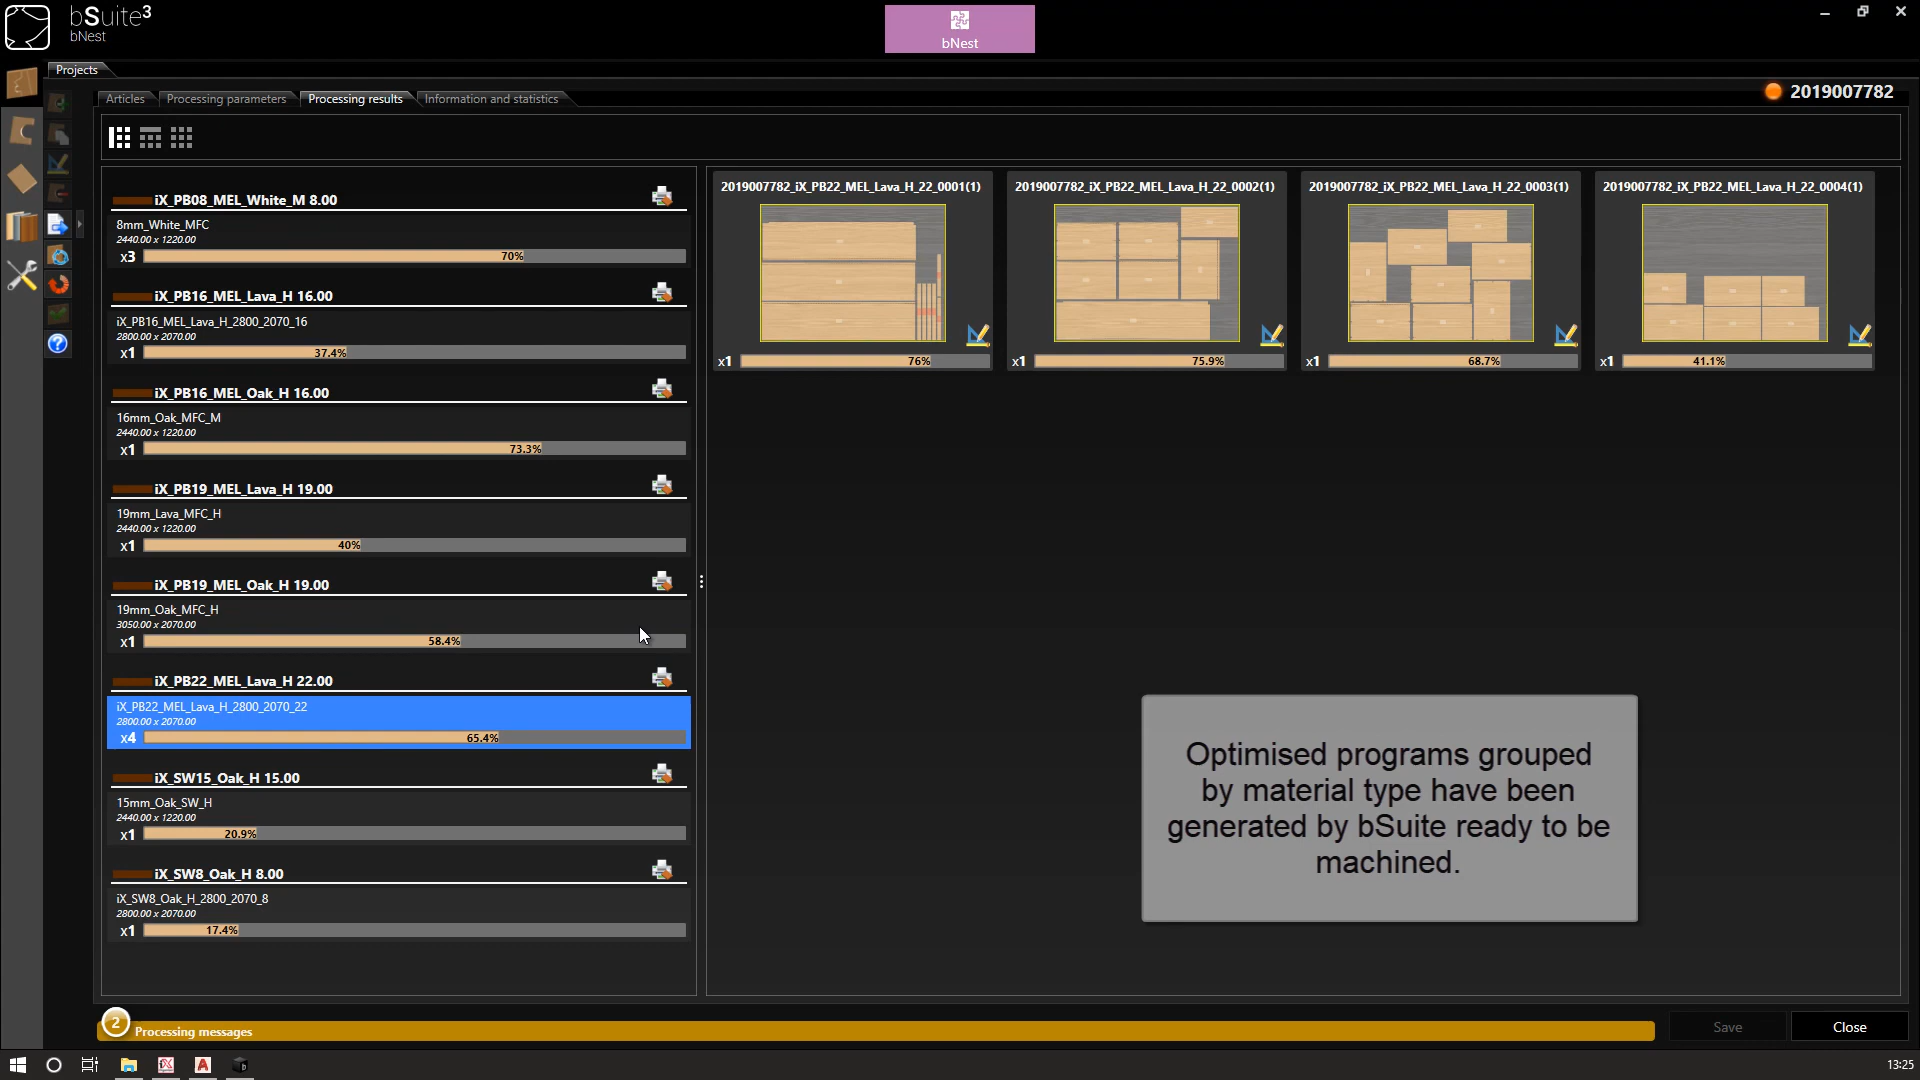 bSuite³
bNest
bNest
Projects
Articles
Processing parameters
Processing results
Information and statistics
2019007782
iX_PB08_MEL_White_M 8.00
8mm_White_MFC
2440.00 x 1220.00
x3
70%
iX_PB16_MEL_Lava_H 16.00
iX_PB16_MEL_Lava_H_2800_2070_16
2800.00 x 2070.00
x1
37.4%
iX_PB16_MEL_Oak_H 16.00
16mm_Oak_MFC_M
2440.00 x 1220.00
x1
73.3%
iX_PB19_MEL_Lava_H 19.00
19mm_Lava_MFC_H
2440.00 x 1220.00
x1
40%
iX_PB19_MEL_Oak_H 19.00
19mm_Oak_MFC_H
3050.00 x 2070.00
x1
58.4%
iX_PB22_MEL_Lava_H 22.00
iX_PB22_MEL_Lava_H_2800_2070_22
2800.00 x 2070.00
x4
65.4%
iX_SW15_Oak_H 15.00
15mm_Oak_SW_H
2440.00 x 1220.00
x1
20.9%
iX_SW8_Oak_H 8.00
iX_SW8_Oak_H_2800_2070_8
2800.00 x 2070.00
x1
17.4%
2019007782_iX_PB22_MEL_Lava_H_22_0001(1)
x1
76%
2019007782_iX_PB22_MEL_Lava_H_22_0002(1)
x1
75.9%
2019007782_iX_PB22_MEL_Lava_H_22_0003(1)
x1
68.7%
2019007782_iX_PB22_MEL_Lava_H_22_0004(1)
x1
41.1%
Optimised programs grouped
by material type have been
generated by bSuite ready to be
machined.
2
Processing messages
Save
Close
13:25